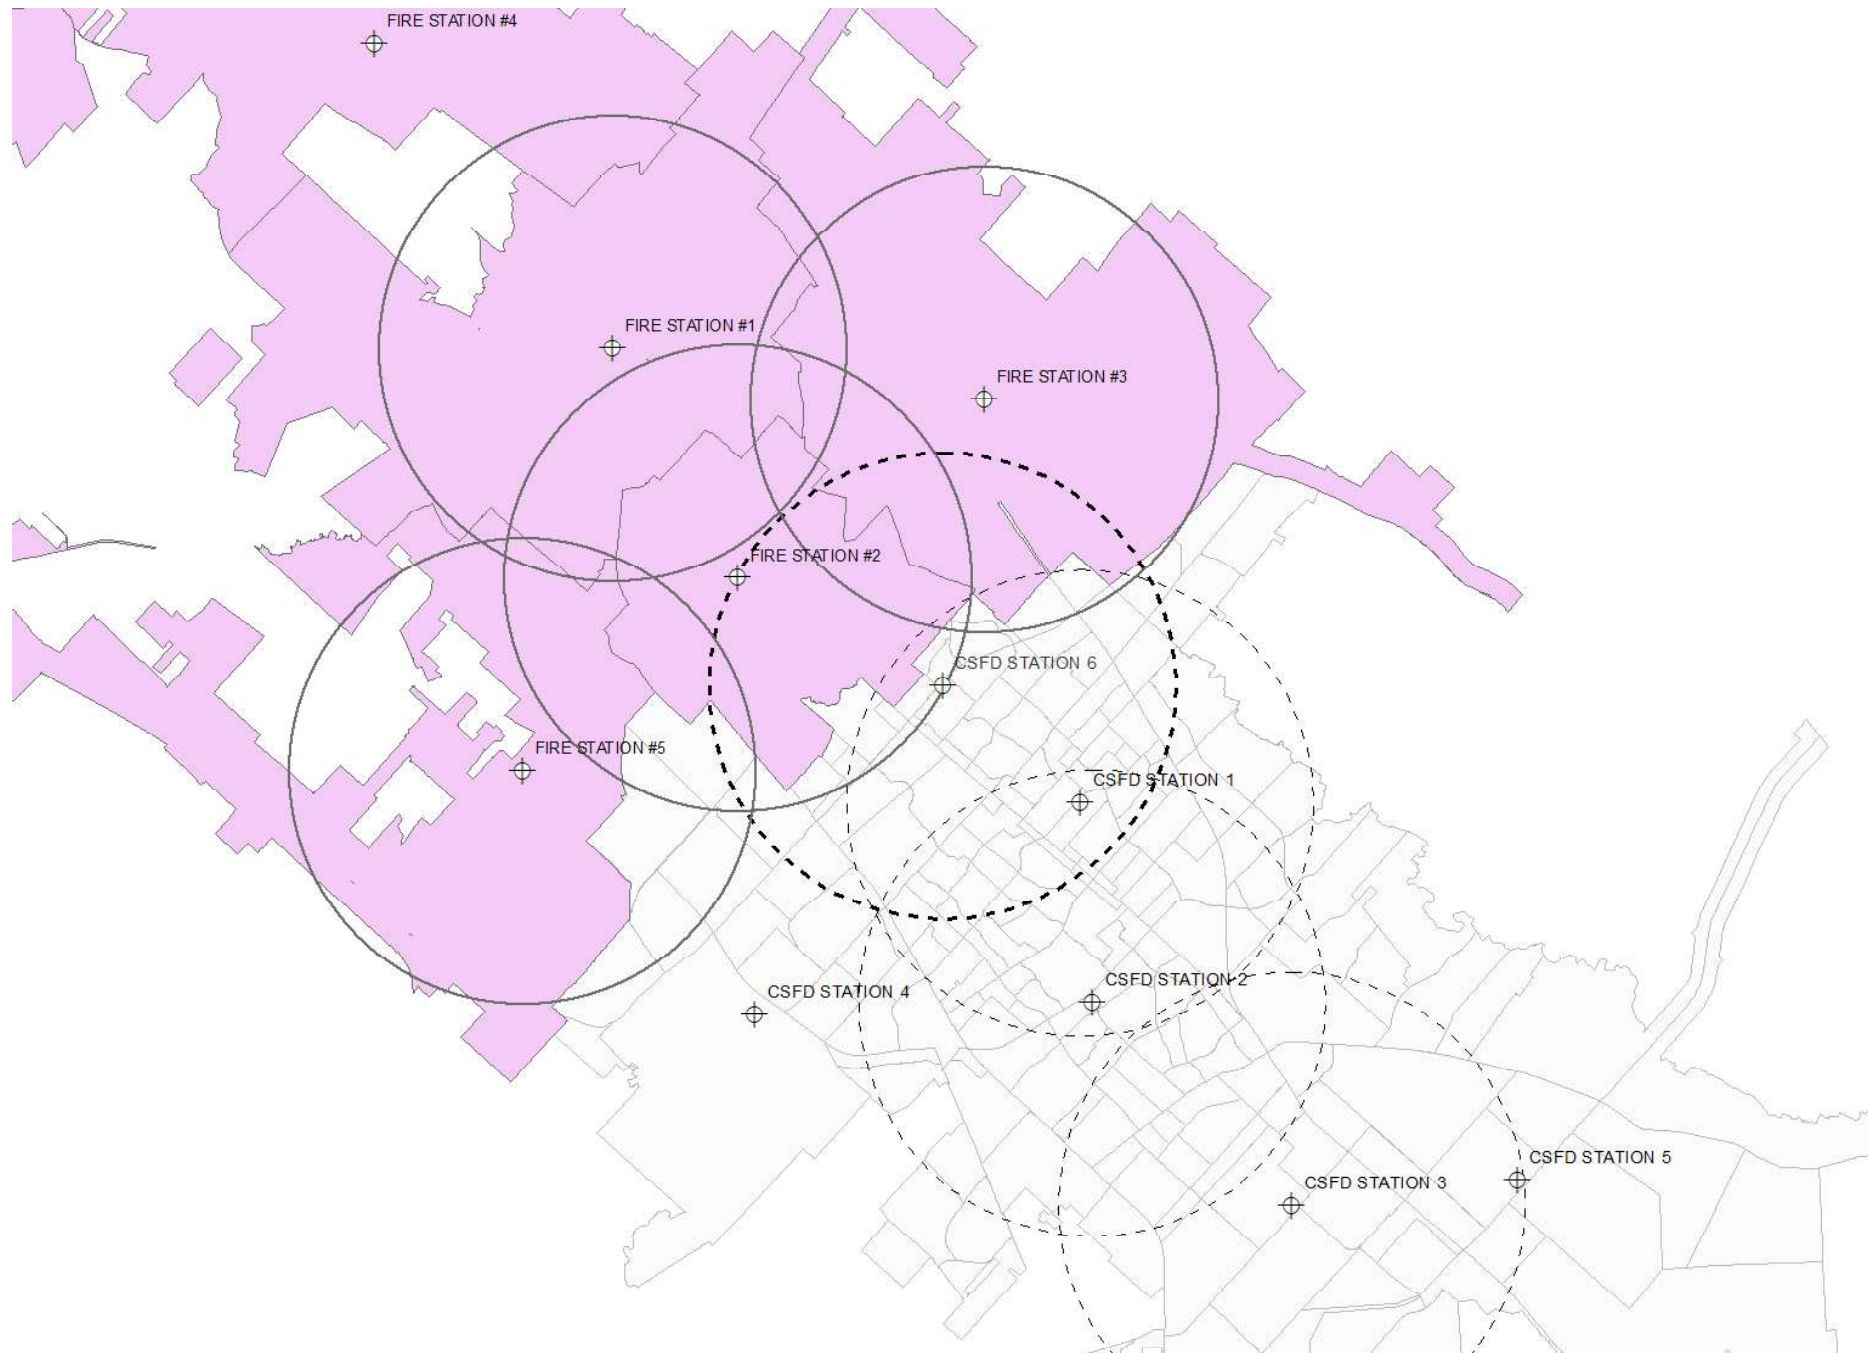 FIRE STATION #4
FIRE STATION #1
FIRE STATION #3
FIRE STATION #2
CSFD STATION 6
FIRE STATION #5
CSFD STATION 1
CSFD STATION 2
CSFD STATION 4
CSFD STATION 5
CSFD STATION 3